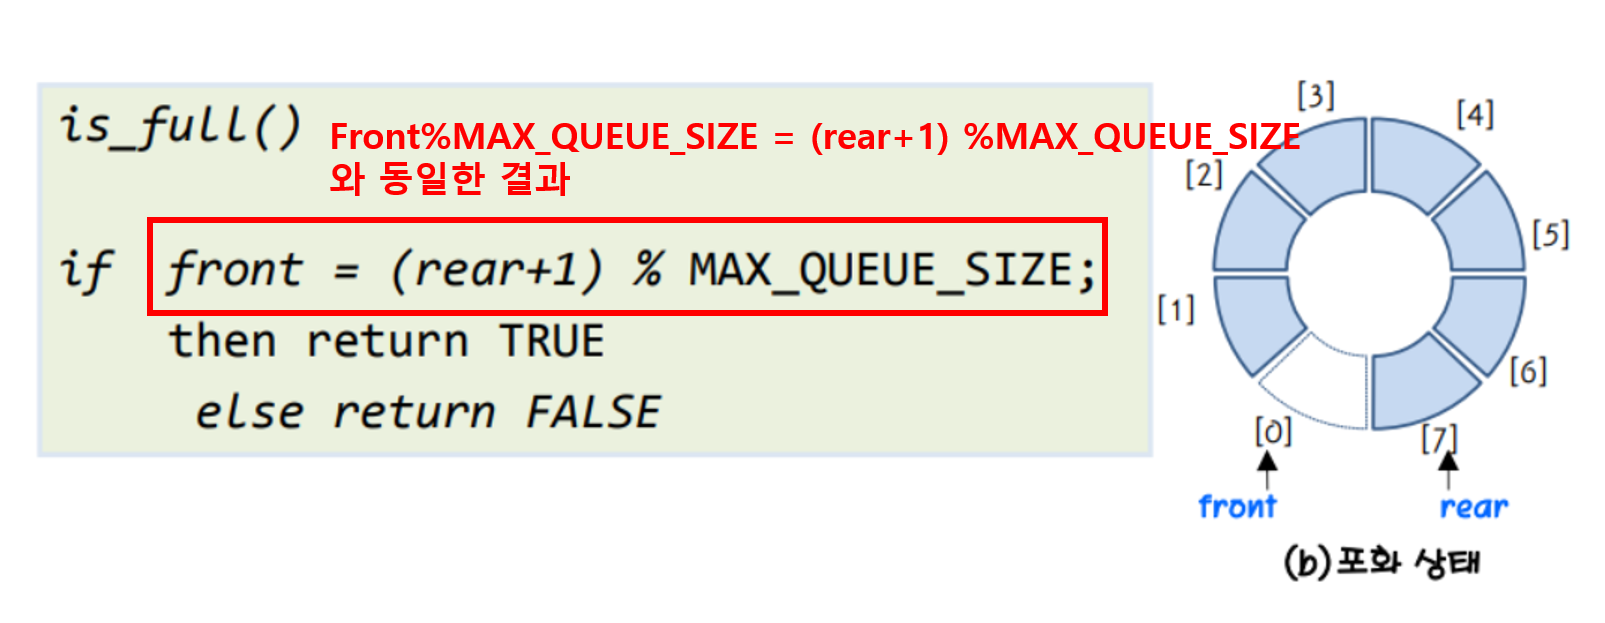 is_full()
Front%MAX_QUEUE_SIZE = (rear+1) %MAX_QUEUE_SIZE
와 동일한 결과
if front = (rear+1) % MAX_QUEUE_SIZE;
then return TRUE
else return FALSE
[3]
[4]
[2]
[5]
[1]
[6]
[0]
[7]
front
rear
(b)포화 상태